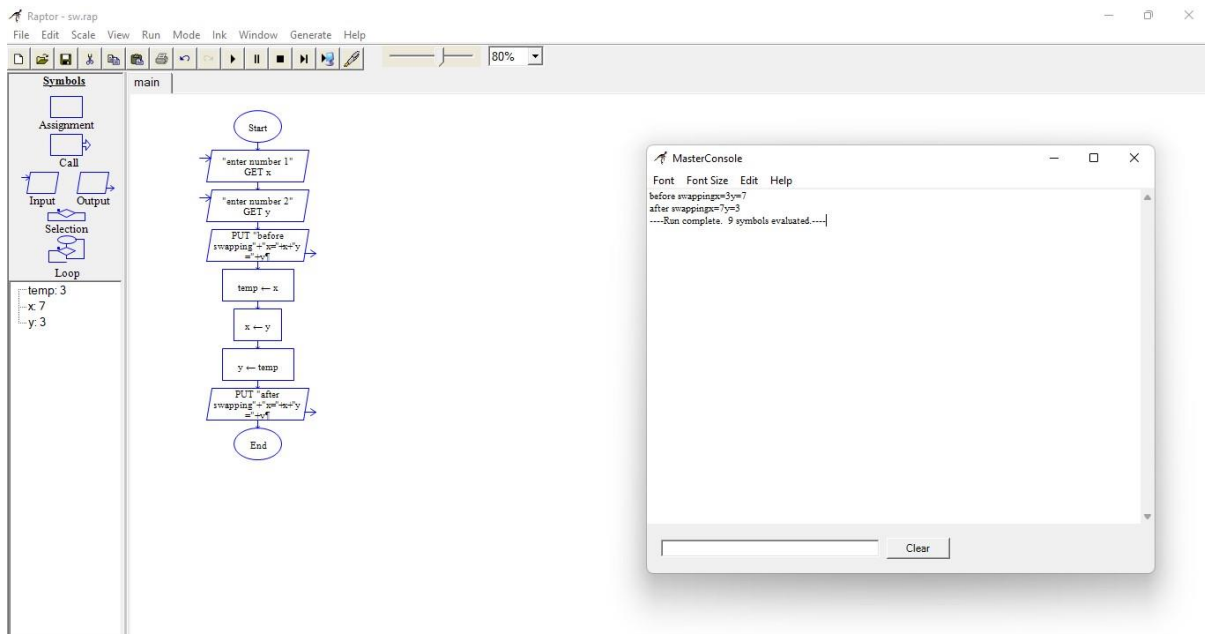 Raptor - sw.rap
File Edit Scale View Run Mode Ink Window Generate Help
80%
Symbols
Assignment
Call
Input Output
Selection
Loop
temp: 3
x: 7
y: 3
main
Start
"enter number 1"
GET x
"enter number 2"
GET y
PUT "before
swapping"+"x="+x+"y
="+y¶
temp ← x
x ← y
y ← temp
PUT "after
swapping"+"x="+x+"y
="+y¶
End
MasterConsole
Font Font Size Edit Help
before swappingx=3y=7
after swappingx=7y=3
----Run complete. 9 symbols evaluated.----
Clear